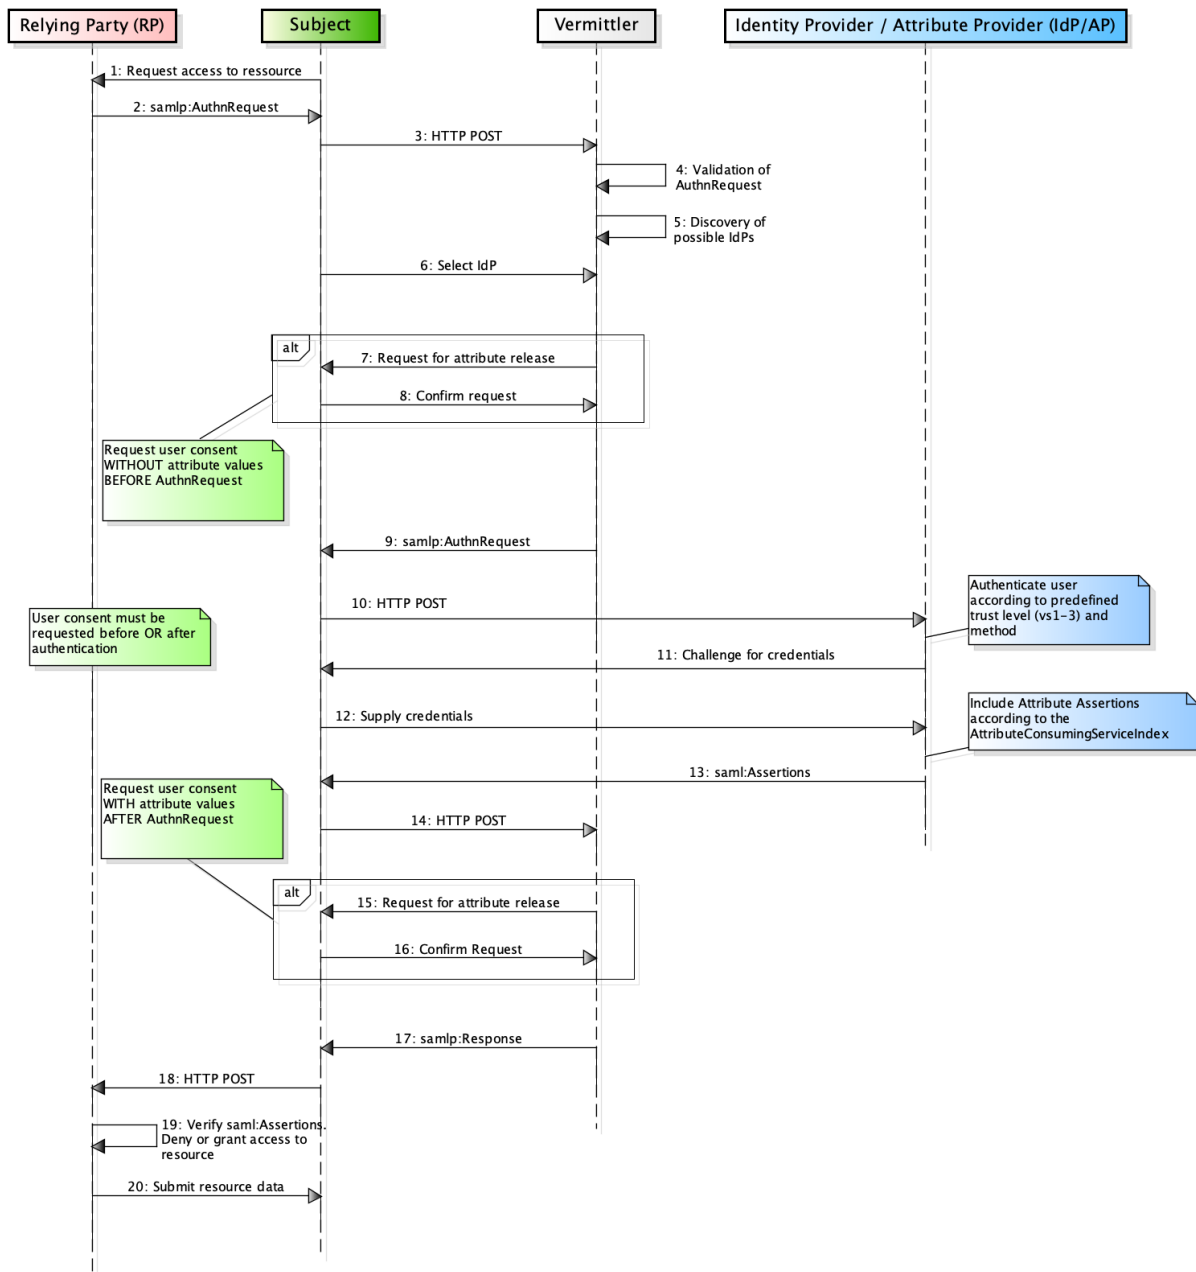 Relying Party (RP)
Subject
Vermittler
Identity Provider / Attribute Provider (IdP/AP)
1: Request access to ressource
2: samlp:AuthnRequest
3: HTTP POST
4: Validation of
AuthnRequest
5: Discovery of
possible IdPs
6: Select IdP
alt
7: Request for attribute release
8: Confirm request
Request user consent
WITHOUT attribute values
BEFORE AuthnRequest
9: samlp:AuthnRequest
Authenticate user
according to predefined
trust level (vs1-3) and
method
10: HTTP POST
User consent must be
requested before OR after
authentication
11: Challenge for credentials
Include Attribute Assertions
according to the
AttributeConsumingServiceIndex
12: Supply credentials
13: saml:Assertions
Request user consent
WITH attribute values
AFTER AuthnRequest
14: HTTP POST
alt
15: Request for attribute release
16: Confirm Request
17: samlp:Response
18: HTTP POST
19: Verify saml:Assertions.
Deny or grant access to
resource
20: Submit resource data